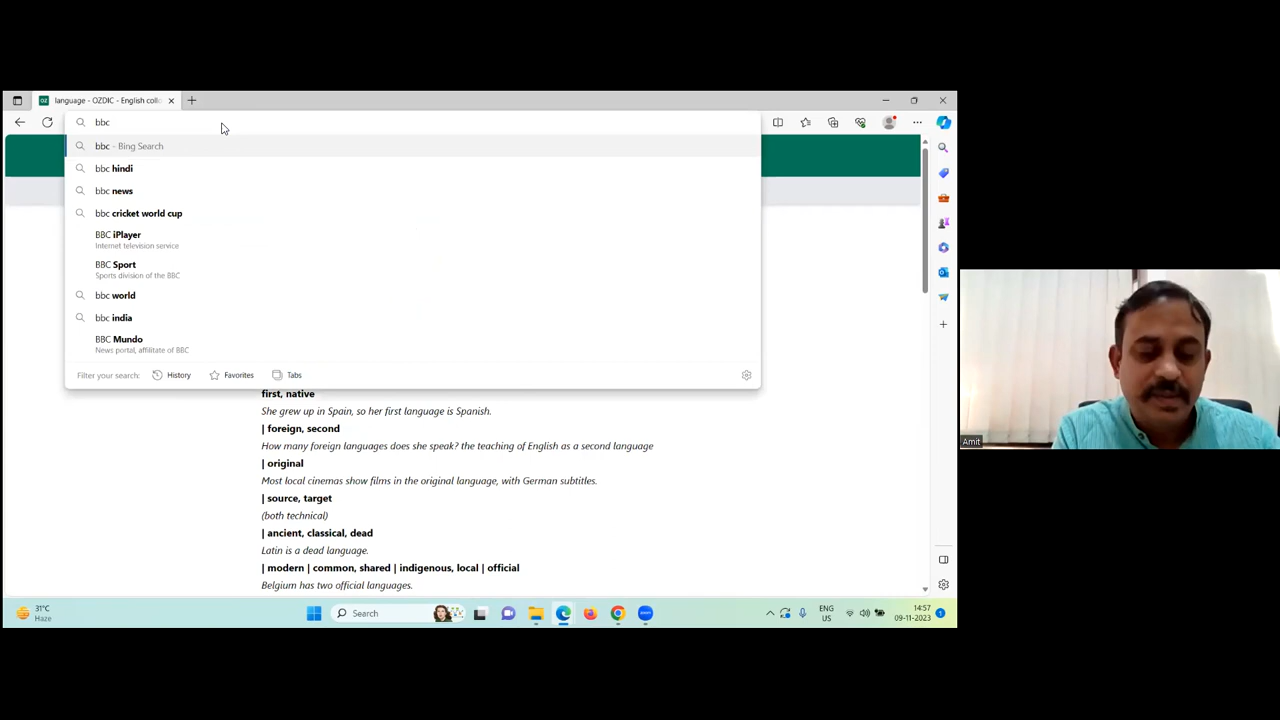 language - OZDIC - English coll
bbc
bbc - Bing Search
bbc hindi
bbc news
bbc cricket world cup
BBC iPlayer
Internet television service
BBC Sport
Sports division of the BBC
bbc world
bbc india
BBC Mundo
News portal, affilitate of BBC
Filter your search: History Favorites Tabs
first, native
She grew up in Spain, so her first language is Spanish.
| foreign, second
How many foreign languages does she speak? the teaching of English as a second language
| original
Most local cinemas show films in the original language, with German subtitles.
| source, target
(both technical)
| ancient, classical, dead
Latin is a dead language.
| modern | common, shared | indigenous, local | official
Belgium has two official languages.
Amit
31°C
Haze
Search
ENG
US
14:57
09-11-2023
1